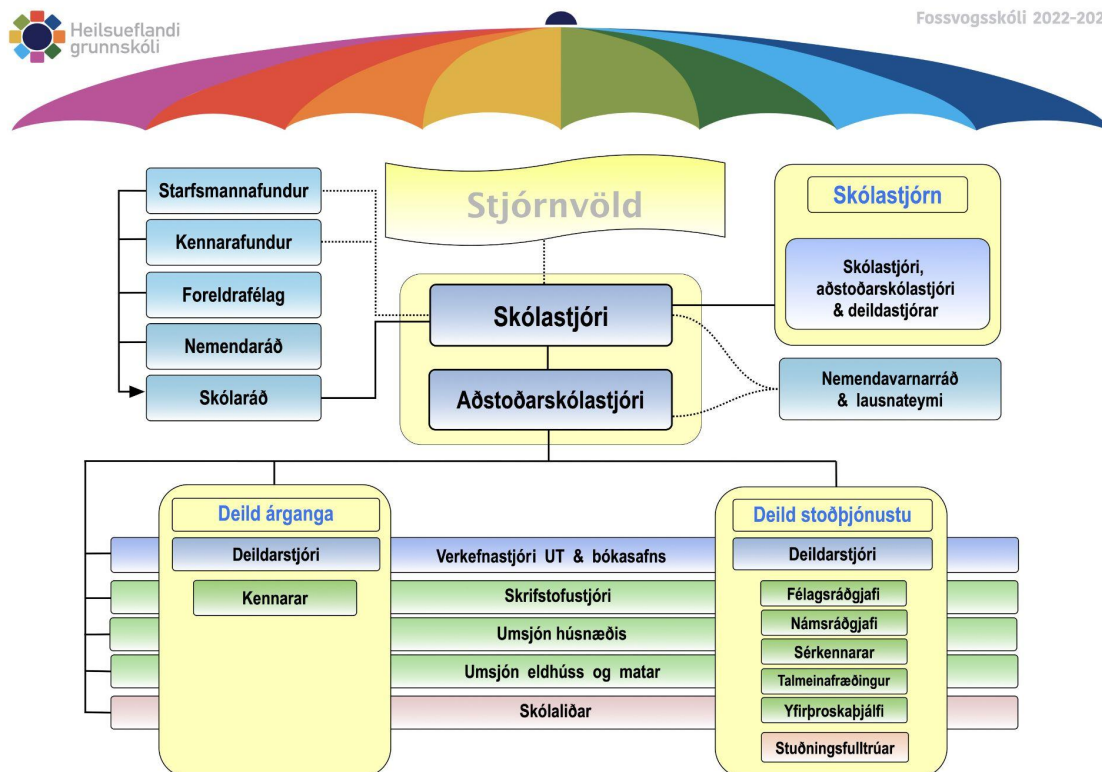 Heilsueflandi
grunnskóli
Fossvogsskóli 2022-202
Starfsmannafundur
Kennarafundur
Foreldrafélag
Nemendaráð
Skólaráð
Stjórnvöld
Skólastjóri
Aðstoðarskólastjóri
Skólastjórn
Skólastjóri,
aðstoðarskólastjóri
& deildastjórar
Nemendavarnarráð
& lausnateymi
Deild árganga
Deildarstjóri
Kennarar
Verkefnastjóri UT & bókasafns
Skrifstofustjóri
Umsjón húsnæðis
Umsjón eldhúss og matar
Skólaliðar
Deild stoðþjónustu
Deildarstjóri
Félagsráðgjafi
Námsráðgjafi
Sérkennarar
Talmeinafræðingur
Yfirþroskaþjálfi
Stuðningsfulltrúar